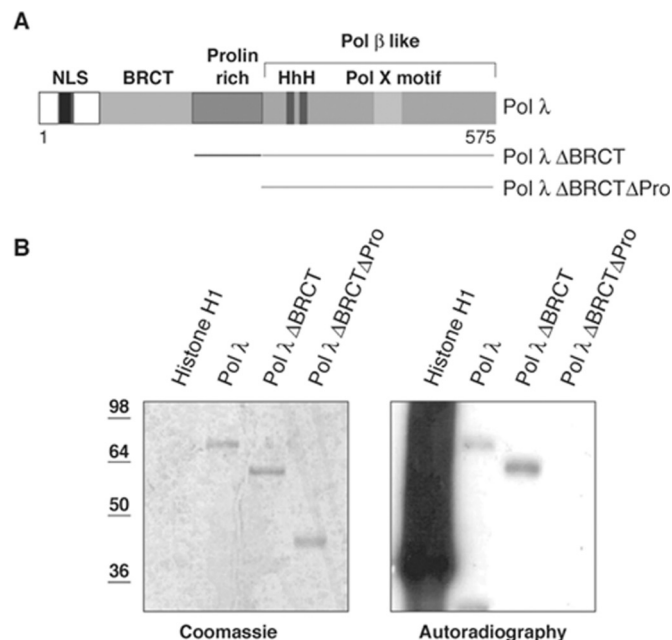 A
Pol β like
Prolin
rich
NLS BRCT HhH Pol X motif
Pol λ
1 575
Pol λ ΔBRCT
Pol λ ΔBRCTΔPro
B
Histone H1 Pol λ Pol λ ΔBRCT Pol λ ΔBRCTΔPro
Histone H1 Pol λ Pol λ ΔBRCT Pol λ ΔBRCTΔPro
98
64
50
36
Coomassie Autoradiography